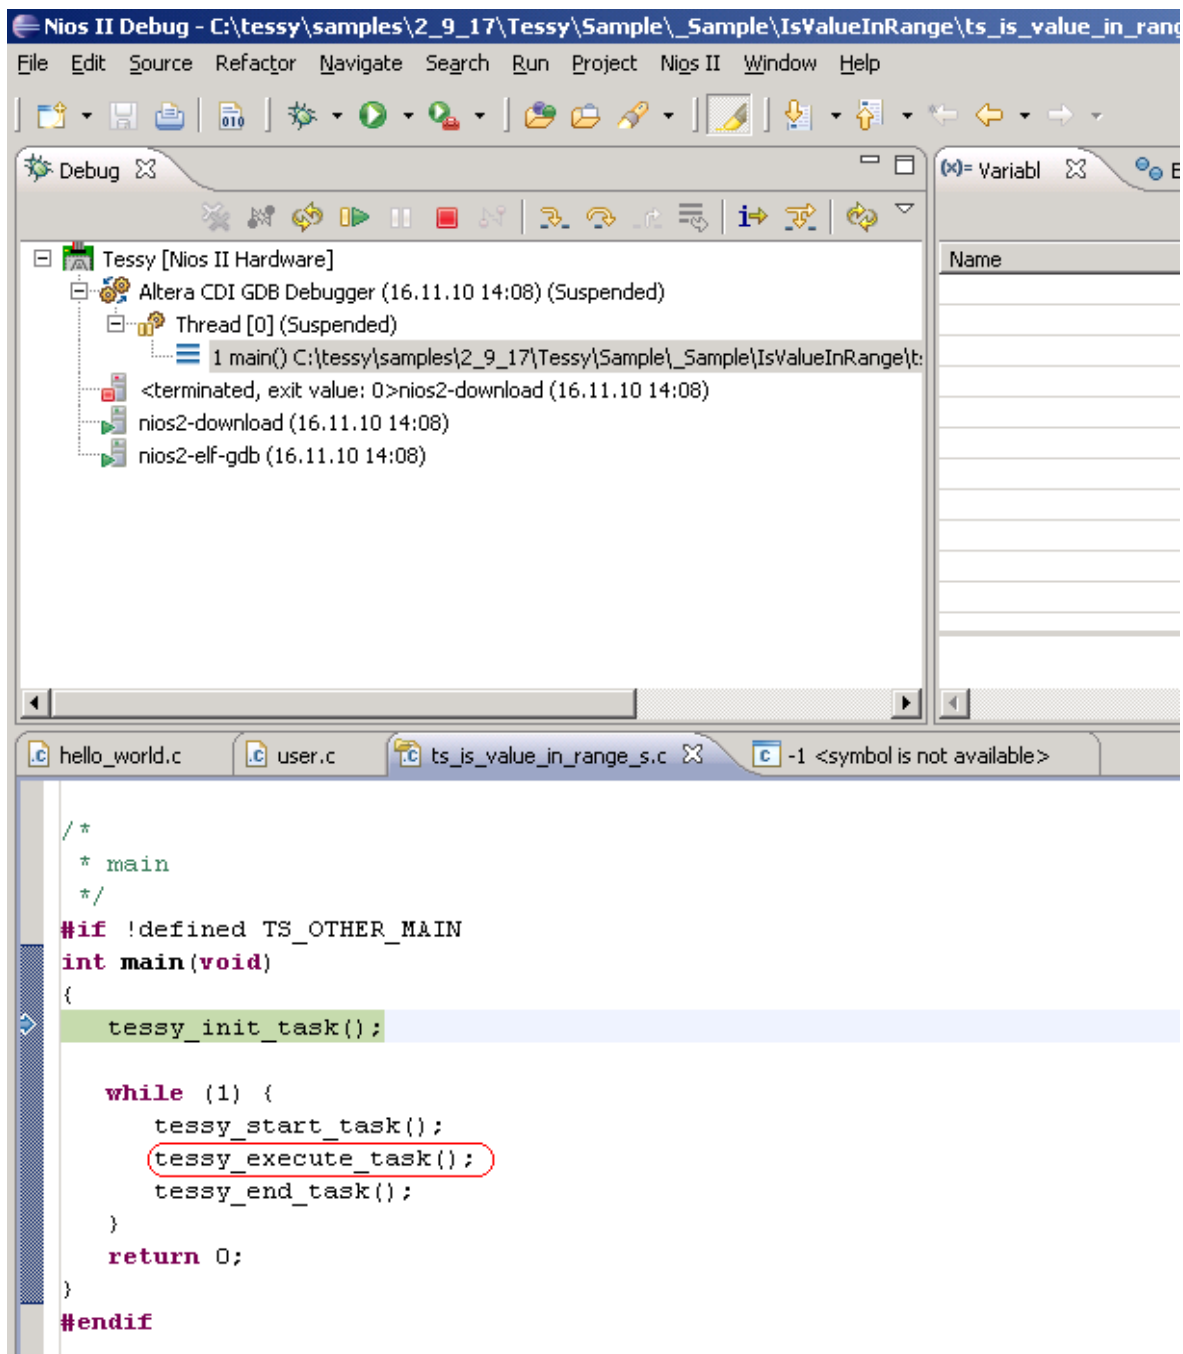 Nios II Debug - C:\tessy\samples\2_9_17\Tessy\Sample\_Sample\IsValueInRange\ts_is_value_in_rang
File Edit Source Refactor Navigate Search Run Project Nios II Window Help
Debug
(x)= Variabl
Tessy [Nios II Hardware]
Name
Altera CDI GDB Debugger (16.11.10 14:08) (Suspended)
Thread [0] (Suspended)
1 main() C:\tessy\samples\2_9_17\Tessy\Sample\_Sample\IsValueInRange\t
<terminated, exit value: 0>nios2-download (16.11.10 14:08)
nios2-download (16.11.10 14:08)
nios2-elf-gdb (16.11.10 14:08)
hello_world.c user.c ts_is_value_in_range_s.c -1 <symbol is not available>
/*
* main
*/
#if !defined TS_OTHER_MAIN
int main(void)
{
tessy_init_task();
while (1) {
tessy_start_task();
tessy_execute_task();
tessy_end_task();
}
return 0;
}
#endif